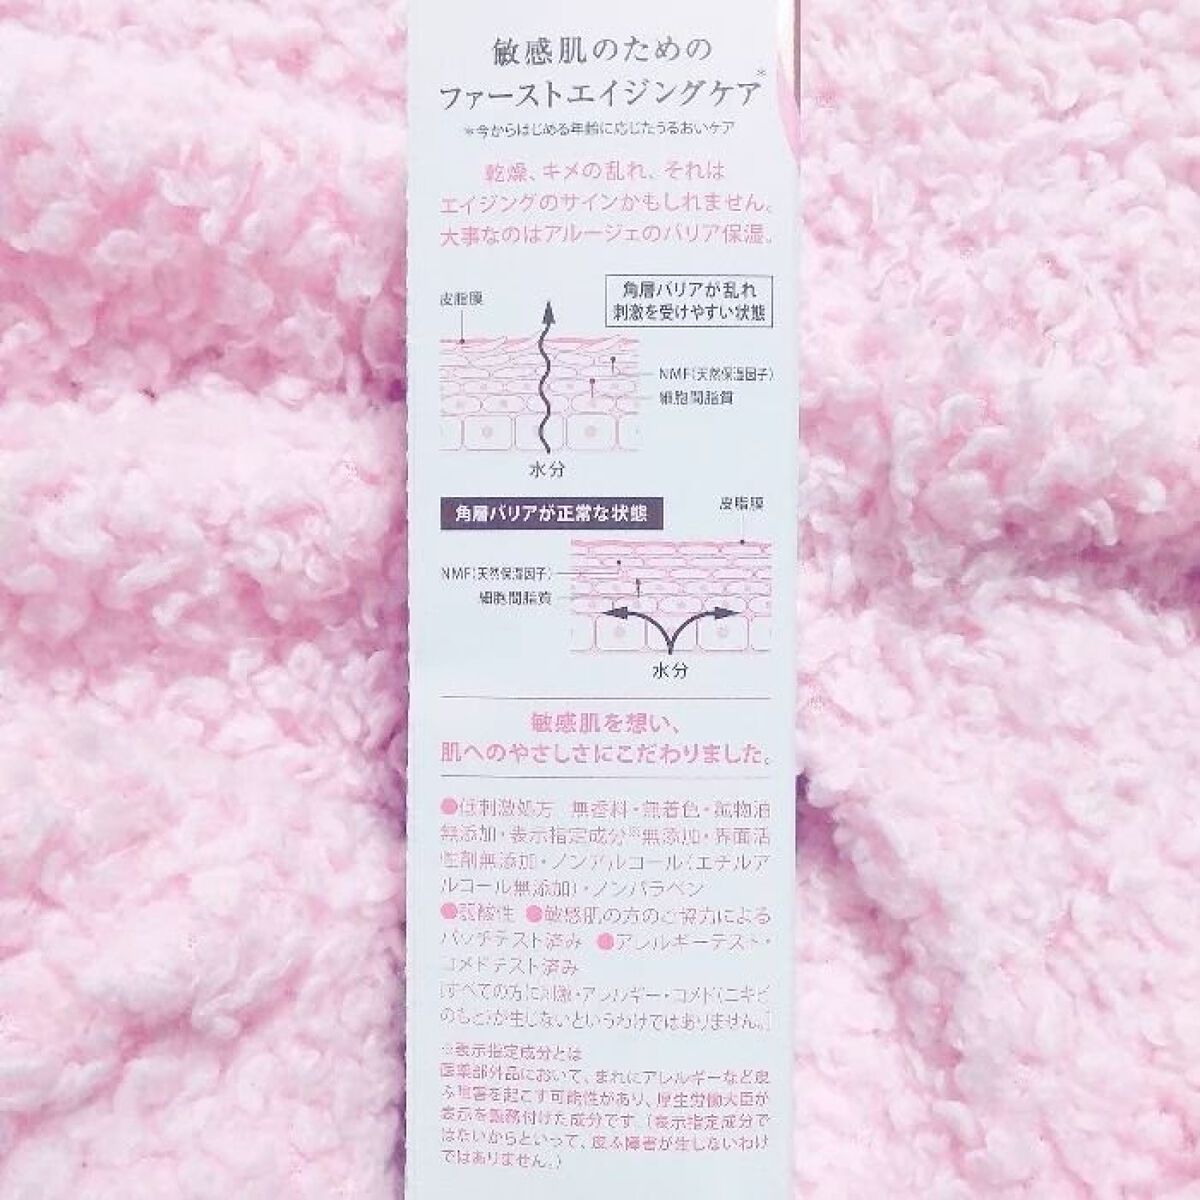 敏感肌のための
ファーストエイジングケア*
*今からはじめる年齢に応じたうるおいケア
乾燥、キメの乱れ、それは
エイジングのサインかもしれません。
大事なのはアルージェのバリア保湿。
角層バリアが乱れ
刺激を受けやすい状態
皮脂膜
NMF(天然保湿因子)
細胞間脂質
水分
角層バリアが正常な状態
皮脂膜
NMF(天然保湿因子)
細胞間脂質
水分
敏感肌を想い、
肌へのやさしさにこだわりました。
●低刺激処方 無香料・無着色・鉱物油
無添加・表示指定成分※無添加・界面活
性剤無添加・ノンアルコール(エチルア
ルコール無添加)・ノンパラベン
●弱酸性 ●敏感肌の方のご協力による
パッチテスト済み ●アレルギーテスト・
コメドテスト済み
[すべての方に刺激・アレルギー・コメド(ニキビ
のもと)が生じないというわけではありません。]
※表示指定成分とは
医薬部外品において、まれにアレルギーなど皮
ふ障害を起こす可能性があり、厚生労働大臣が
表示を義務付けた成分です。(表示指定成分で
はないからといって、皮ふ障害が生じないわけ
ではありません。)